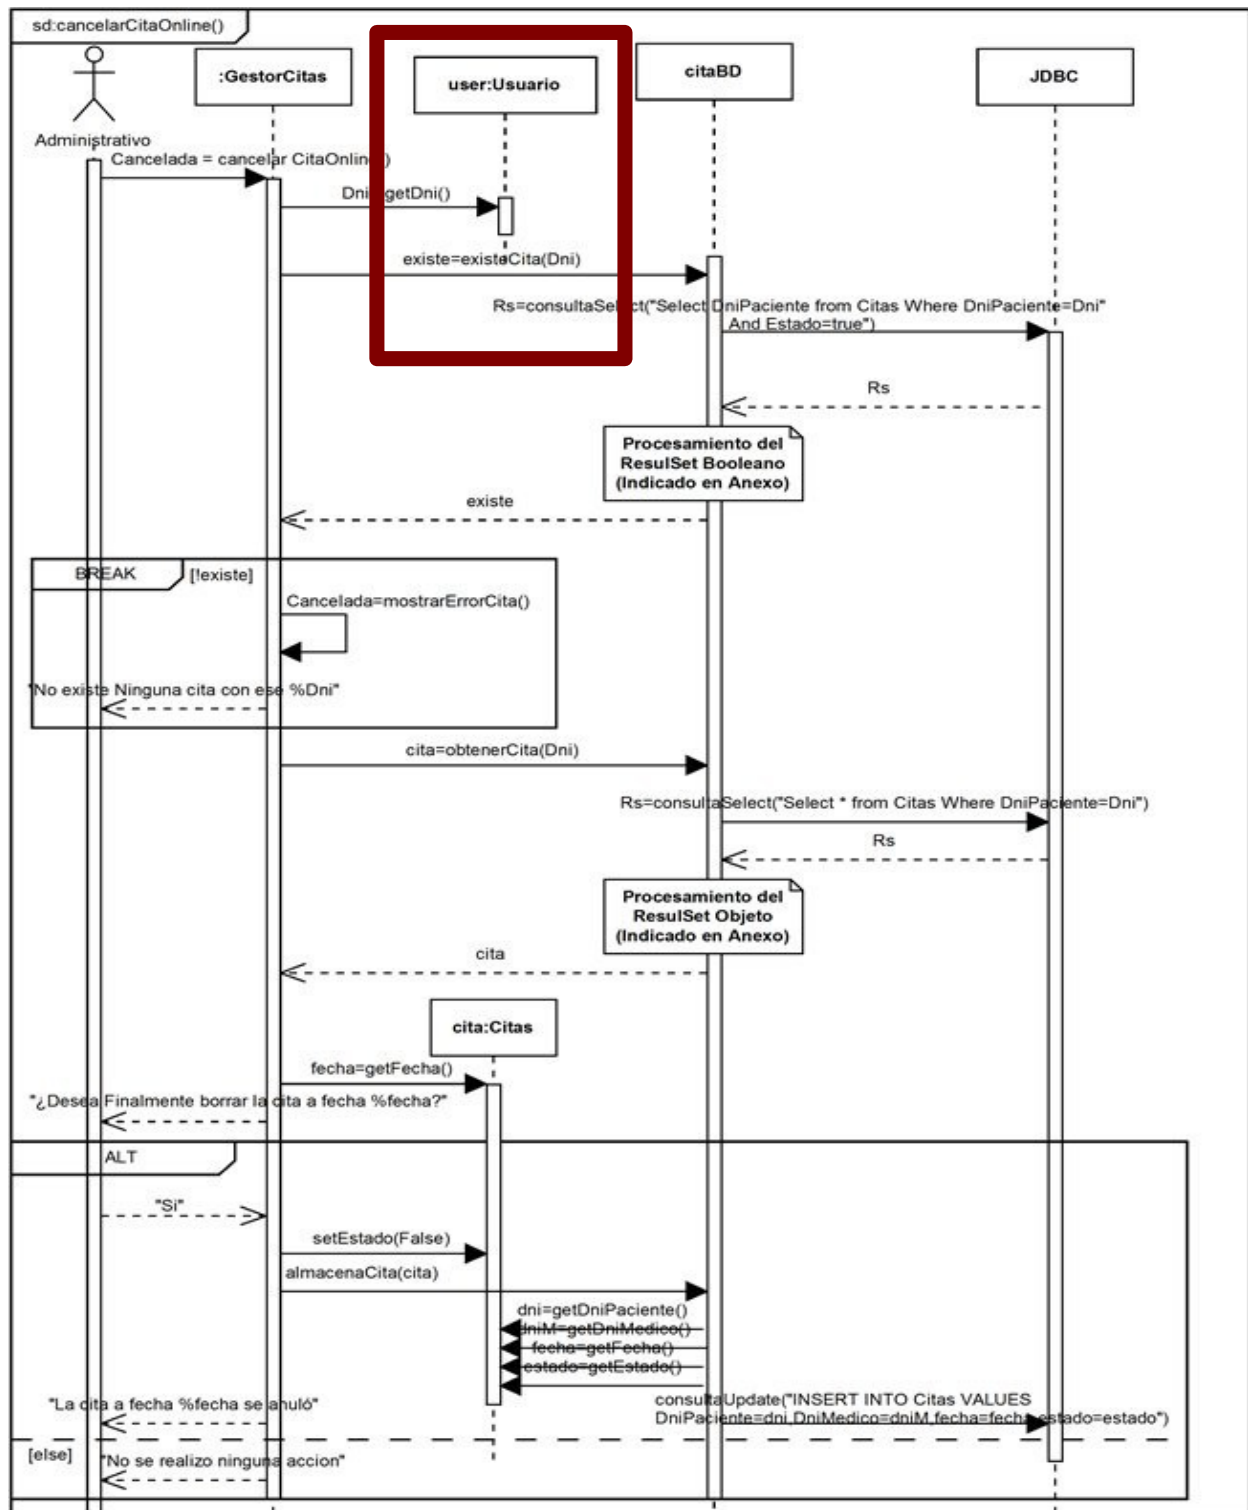 sd:cancelarCitaOnline()
:GestorCitas
user:Usuario
citaBD
JDBC
Administrativo
Cancelada = cancelar CitaOnline()
getDni()
existe=existeCita(Dni)
Rs=consultaSelect("Select DniPaciente from Citas Where DniPaciente=Dni"
And Estado=true")
Rs
Procesamiento del
ResulSet Booleano
(Indicado en Anexo)
existe
BREAK
[!existe]
Cancelada=mostrarErrorCita()
"No existe Ninguna cita con ese %Dni"
cita=obtenerCita(Dni)
Rs=consultaSelect("Select * from Citas Where DniPaciente=Dni")
Rs
Procesamiento del
ResulSet Objeto
(Indicado en Anexo)
cita
cita:Citas
fecha=getFecha()
"¿Desea Finalmente borrar la cita a fecha %fecha?"
ALT
"Si"
setEstado(False)
almacenaCita(cita)
dni=getDniPaciente()
dniM=getDniMedico()
fecha=getFecha()
estado=getEstado()
consultaUpdate("INSERT INTO Citas VALUES
DniPaciente=dni,DniMedico=dniM,fecha=fecha,estado=estado")
"La cita a fecha %fecha se anuló"
[else]
"No se realizo ninguna accion"